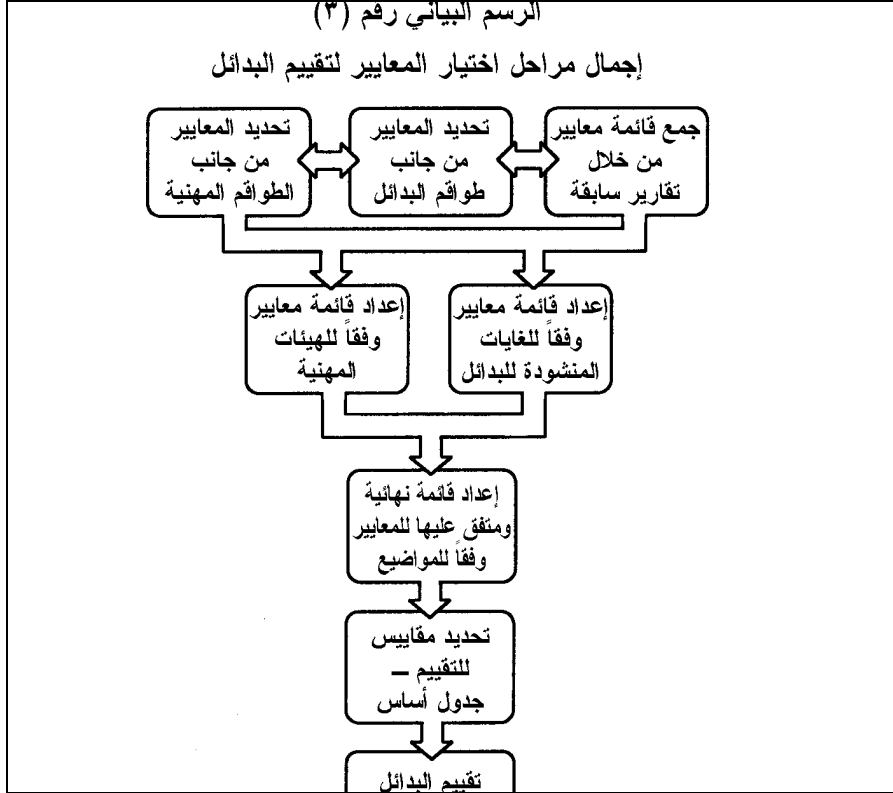 الرسم البياني رقم (٣)
إجمال مراحل اختيار المعايير لتقييم البدائل
جمع قائمة معايير
من خلال
تقارير سابقة
تحديد المعايير
من جانب
طواقم البدائل
تحديد المعايير
من جانب
الطواقم المهنية
إعداد قائمة معايير
وفقاً للغايات
المنشودة للبدائل
إعداد قائمة معايير
وفقاً للهيئات
المهنية
إعداد قائمة نهائية
ومتفق عليها للمعايير
وفقاً للمواضيع
تحديد مقاييس
للتقييم –
جدول أساس
تقييم البدائل